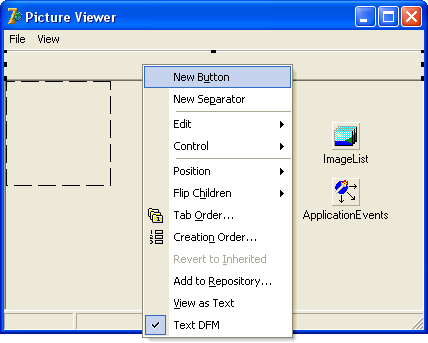 Picture Viewer
File View
New Button
New Separator
Edit
Control
Position
Flip Children
Tab Order...
Creation Order...
Revert to Inherited
Add to Repository...
View as Text
Text DFM
ImageList
ApplicationEvents